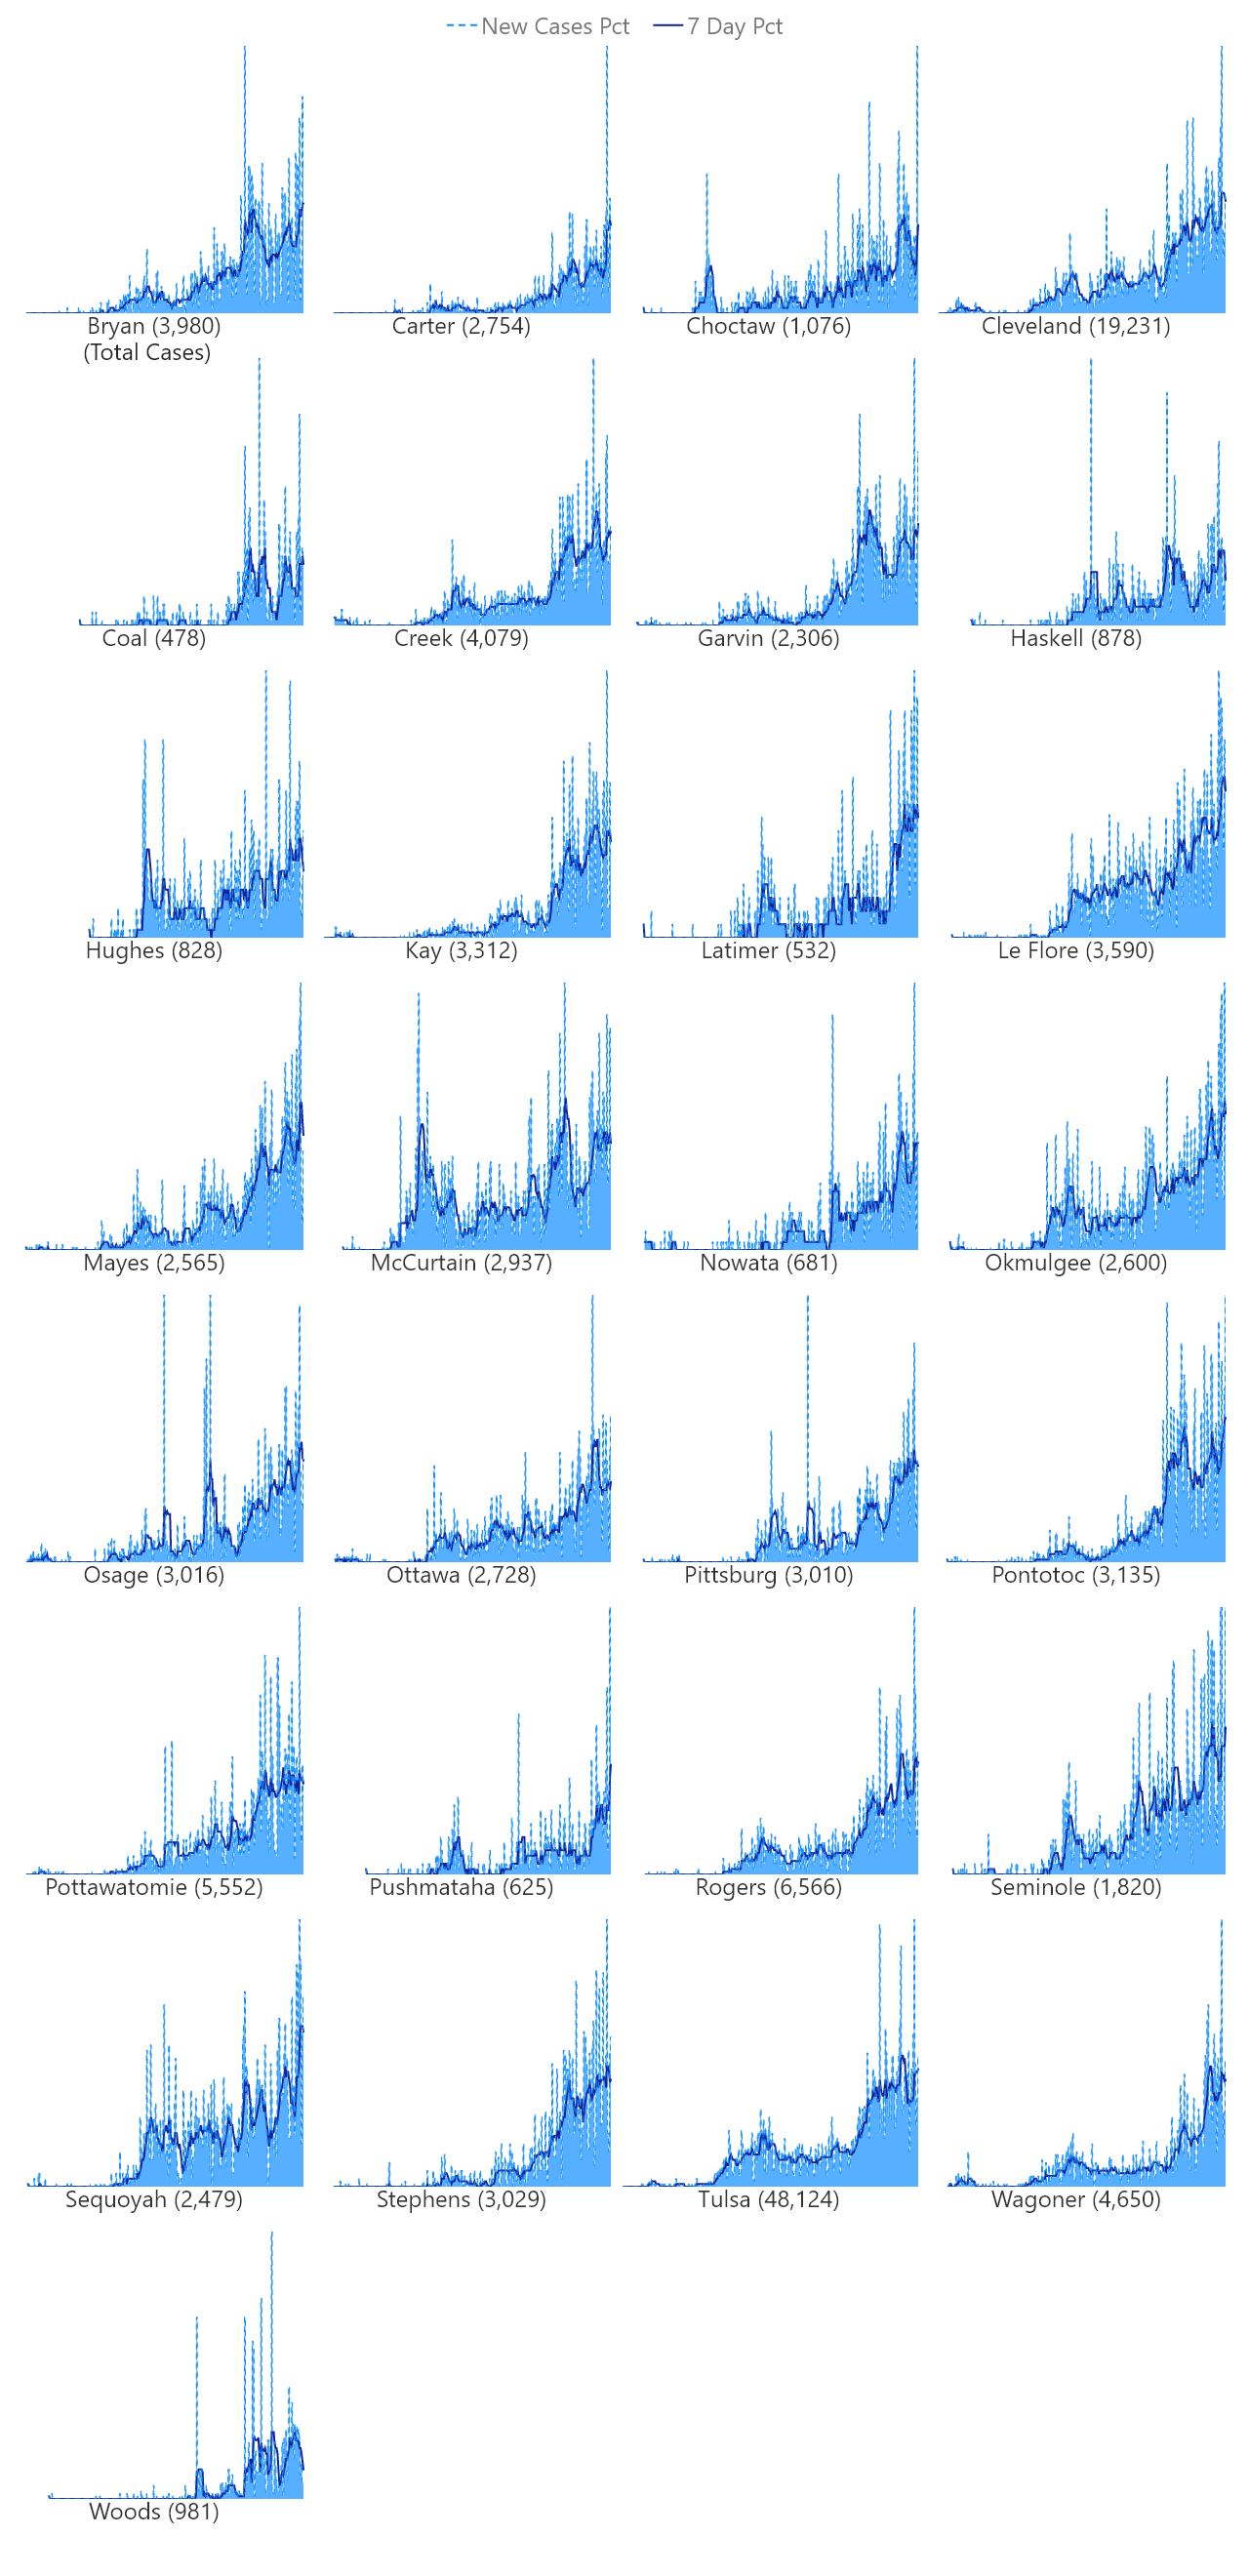 New Cases Pct 7 Day Pct
Bryan (3,980) Carter (2,754) Choctaw (1,076) Cleveland (19,231)
(Total Cases)
Coal (478) Creek (4,079) Garvin (2,306) Haskell (878)
Hughes (828) Kay (3,312) Latimer (532) Le Flore (3,590)
Mayes (2,565) McCurtain (2,937) Nowata (681) Okmulgee (2,600)
Osage (3,016) Ottawa (2,728) Pittsburg (3,010) Pontotoc (3,135)
Pottawatomie (5,552) Pushmataha (625) Rogers (6,566) Seminole (1,820)
Sequoyah (2,479) Stephens (3,029) Tulsa (48,124) Wagoner (4,650)
Woods (981)